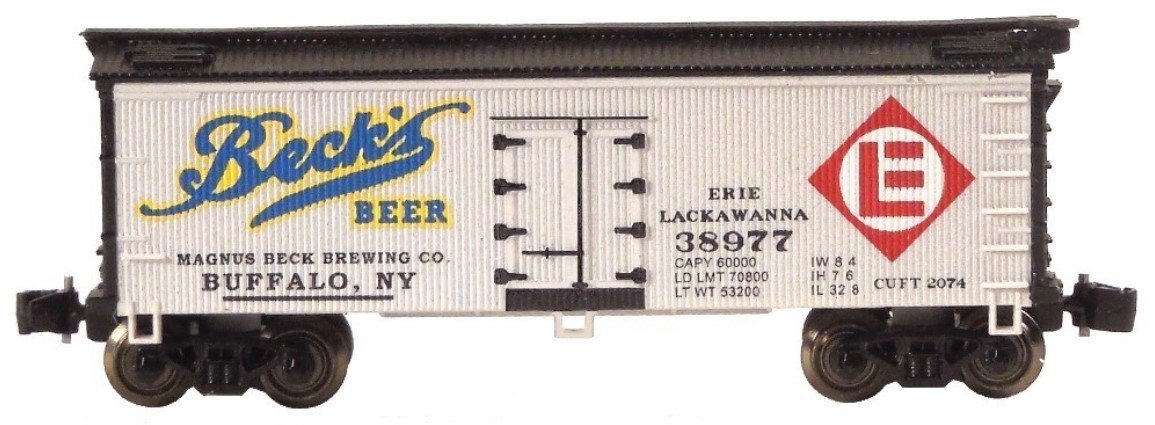 Beck's
BEER
MAGNUS BECK BREWING CO.
BUFFALO, NY
ERIE
LACKAWANNA
38977
CAPY 60000
LD LMT 70800
LT WT 53200
IW 8 4
IH 7 6
IL 32 8
CUFT 2074
E